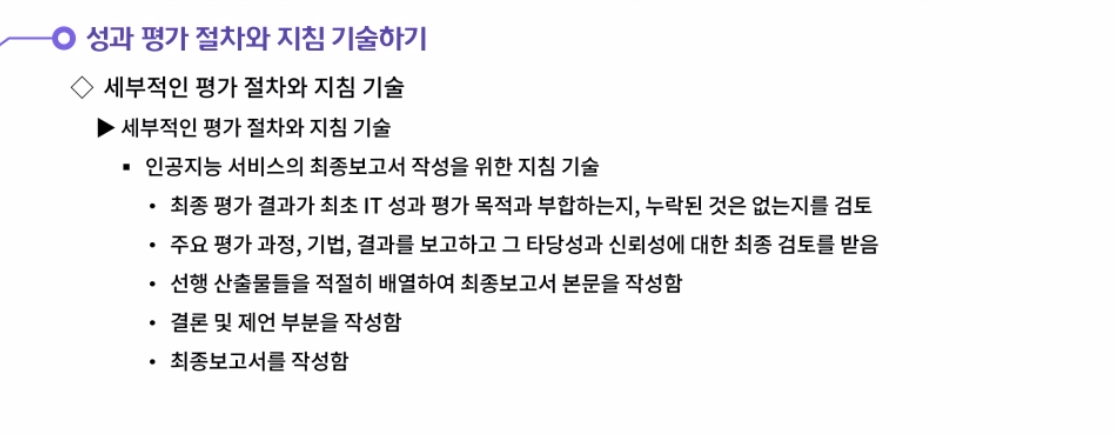 성과 평가 절차와 지침 기술하기
◇ 세부적인 평가 절차와 지침 기술
▶ 세부적인 평가 절차와 지침 기술
▪ 인공지능 서비스의 최종보고서 작성을 위한 지침 기술
• 최종 평가 결과가 최초 IT 성과 평가 목적과 부합하는지, 누락된 것은 없는지를 검토
• 주요 평가 과정, 기법, 결과를 보고하고 그 타당성과 신뢰성에 대한 최종 검토를 받음
• 선행 산출물들을 적절히 배열하여 최종보고서 본문을 작성함
• 결론 및 제언 부분을 작성함
• 최종보고서를 작성함